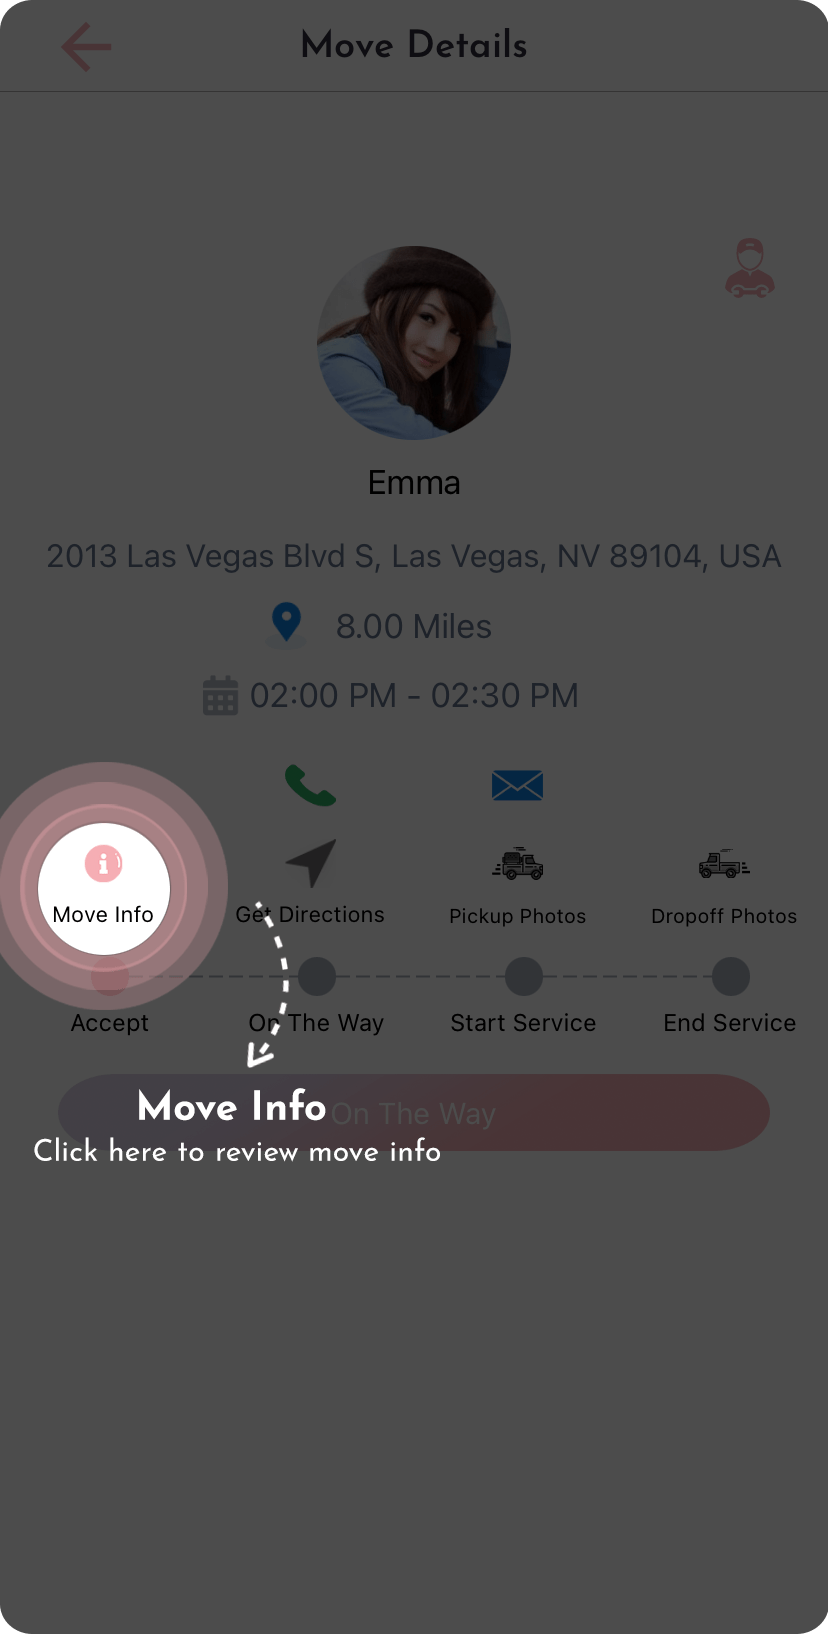 Move Details
Emma
2013 Las Vegas Blvd S, Las Vegas, NV 89104, USA
8.00 Miles
02:00 PM - 02:30 PM
Move Info
Get Directions
Pickup Photos
Dropoff Photos
Accept
On The Way
Start Service
End Service
Move Info
On The Way
Click here to review move info